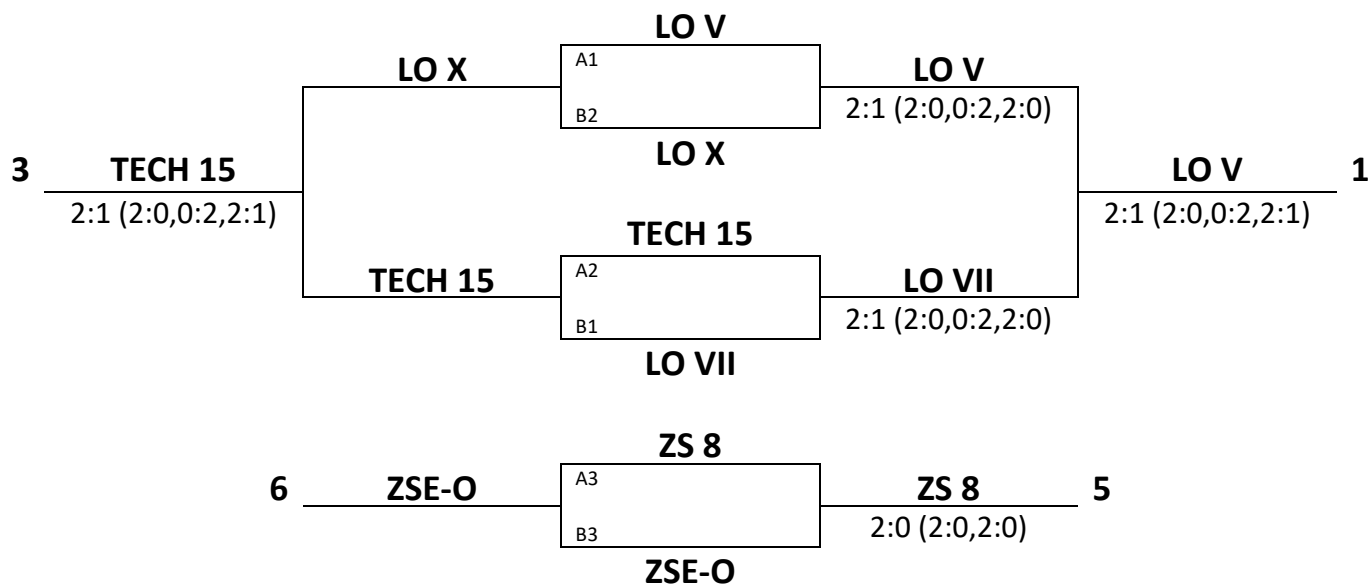 LO V
LO X A1 LO V
B2 2:1 (2:0,0:2,2:0)
LO X
3 TECH 15 LO V 1
2:1 (2:0,0:2,2:1) 2:1 (2:0,0:2,2:1)
TECH 15
TECH 15 A2 LO VII
B1 2:1 (2:0,0:2,2:0)
LO VII
ZS 8
6 ZSE-O A3 ZS 8 5
B3 2:0 (2:0,2:0)
ZSE-O